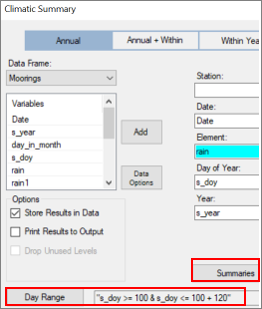 Climatic Summary
Annual
Annual + Within
Within Yea
Data Frame:
Moorings
Station:
Variables
Date
s_year
day_in_month
s_doy
rain
rain1
Add
Data
Options
Date:
Date
Element:
rain
Day of Year:
s_doy
Year:
s_year
Options
Store Results in Data
Print Results to Output
Drop Unused Levels
Summaries
Day Range
"s_doy >= 100 & s_doy <= 100 + 120"